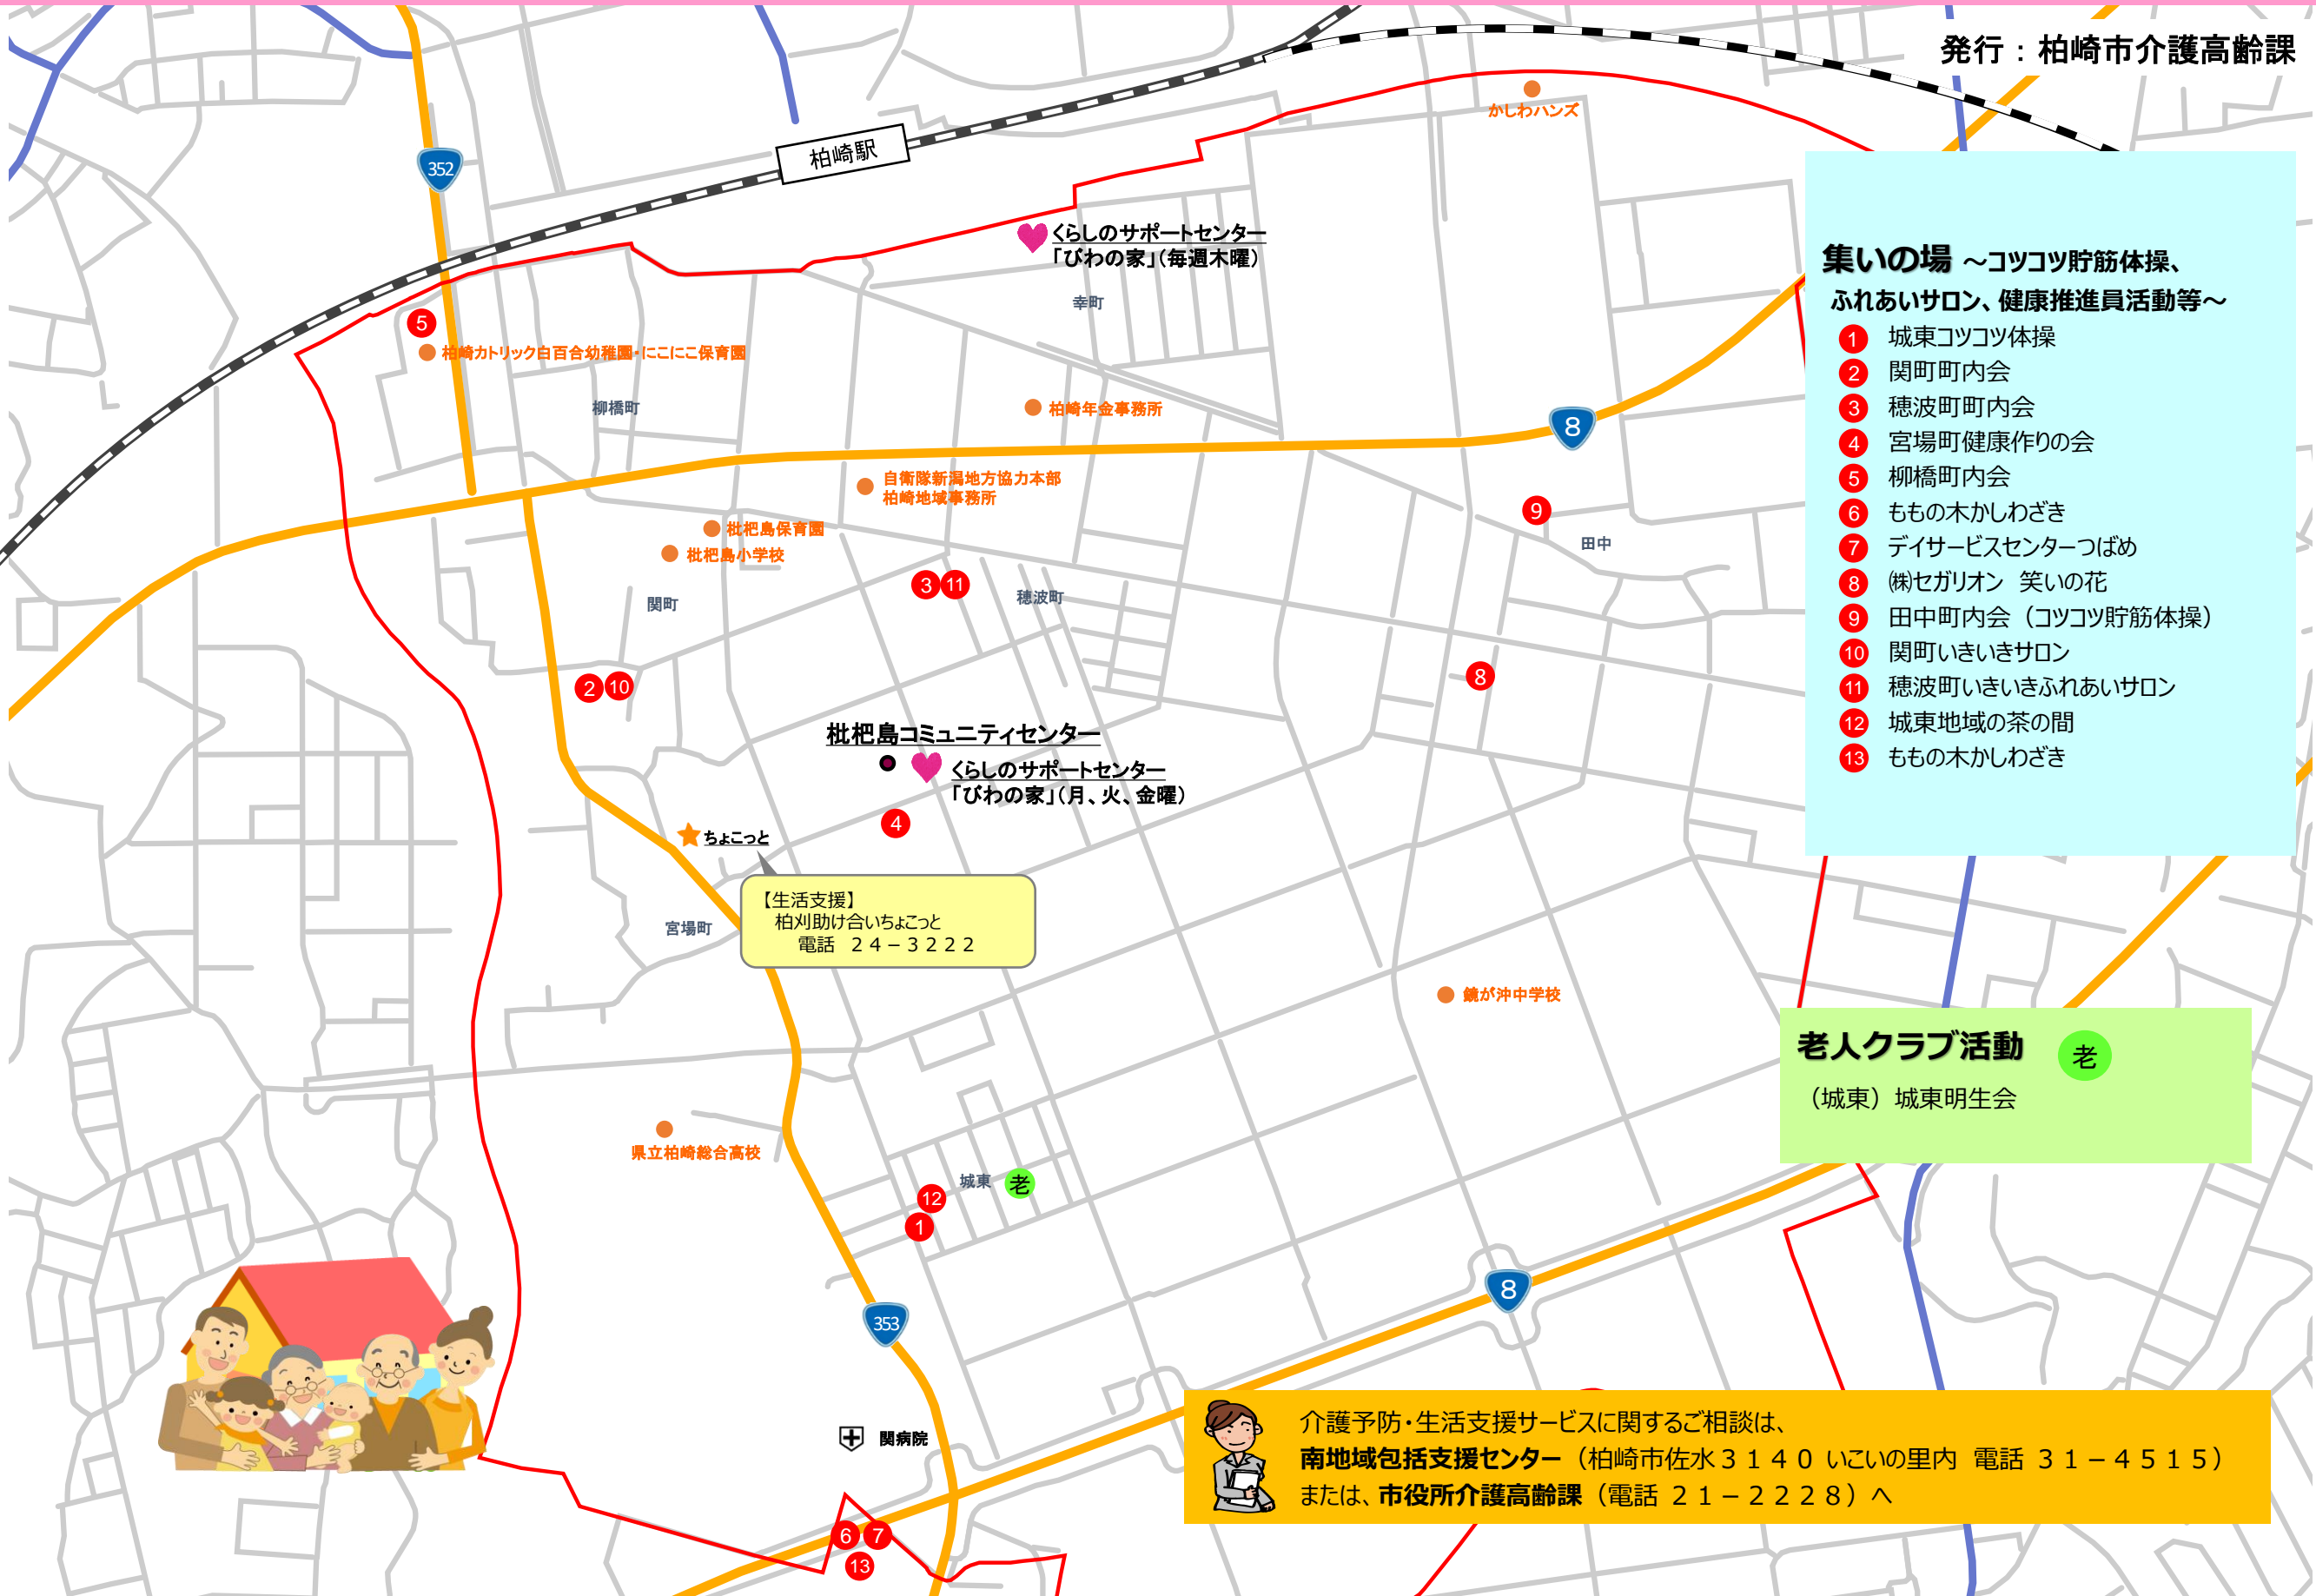 発行：柏崎市介護高齢課
かしわハンズ
柏崎駅
352
くらしのサポートセンター
「びわの家」（毎週木曜）
幸町
5
柏崎カトリック白百合幼稚園・にこにこ保育園
柳橋町
柏崎年金事務所
8
自衛隊新潟地方協力本部
柏崎地域事務所
枇杷島保育園
枇杷島小学校
9
田中
3 11
穂波町
関町
2 10
8
枇杷島コミュニティセンター
くらしのサポートセンター
「びわの家」（月、火、金曜）
4
ちょこっと
【生活支援】
柏刈助け合いちょこっと
電話 ２４－３２２２
宮場町
鏡が沖中学校
県立柏崎総合高校
城東 老
12
1
8
353
関病院
6 7
13
集いの場 ～コツコツ貯筋体操、
ふれあいサロン、健康推進員活動等～
1 城東コツコツ体操
2 関町町内会
3 穂波町町内会
4 宮場町健康作りの会
5 柳橋町内会
6 ももの木かしわざき
7 デイサービスセンターつばめ
8 ㈱セガリオン 笑いの花
9 田中町内会（コツコツ貯筋体操）
10 関町いきいきサロン
11 穂波町いきいきふれあいサロン
12 城東地域の茶の間
13 ももの木かしわざき
老人クラブ活動 老
（城東）城東明生会
介護予防・生活支援サービスに関するご相談は、
南地域包括支援センター（柏崎市佐水３１４０ いこいの里内 電話 ３１－４５１５）
または、市役所介護高齢課（電話 ２１－２２２８）へ